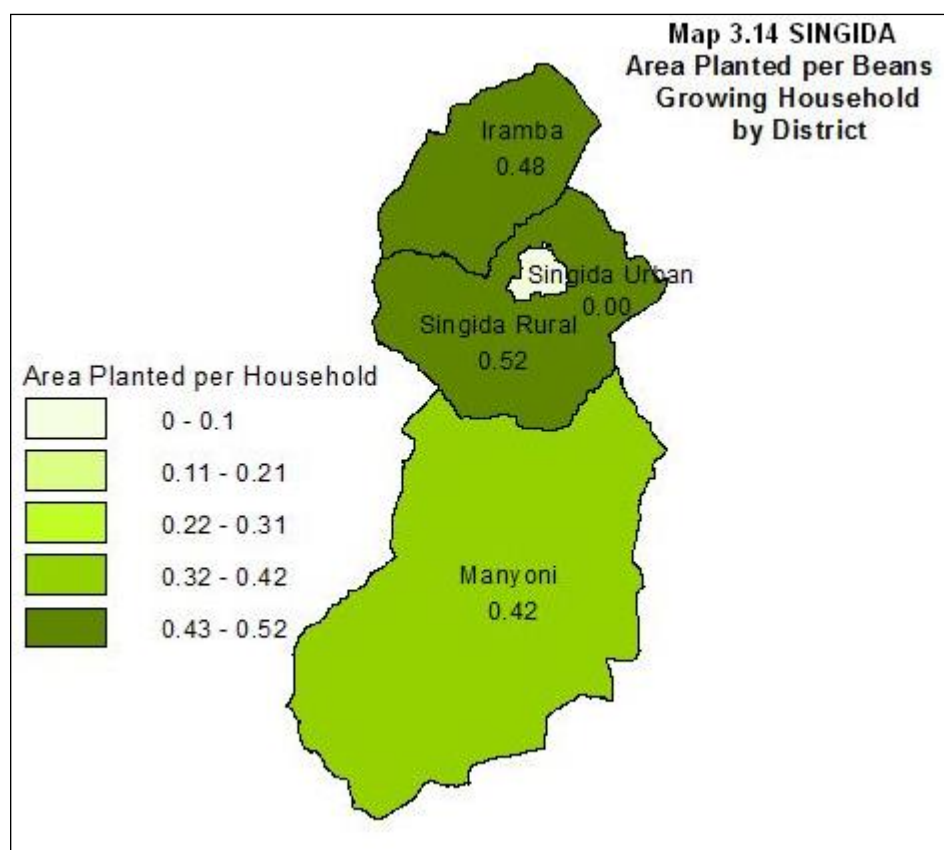 Map 3.14 SINGIDA
Area Planted per Beans
Growing Household
by District
Iramba
0.48
Singida Urban
0.00
Singida Rural
0.52
Manyoni
0.42
Area Planted per Household
0 - 0.1
0.11 - 0.21
0.22 - 0.31
0.32 - 0.42
0.43 - 0.52